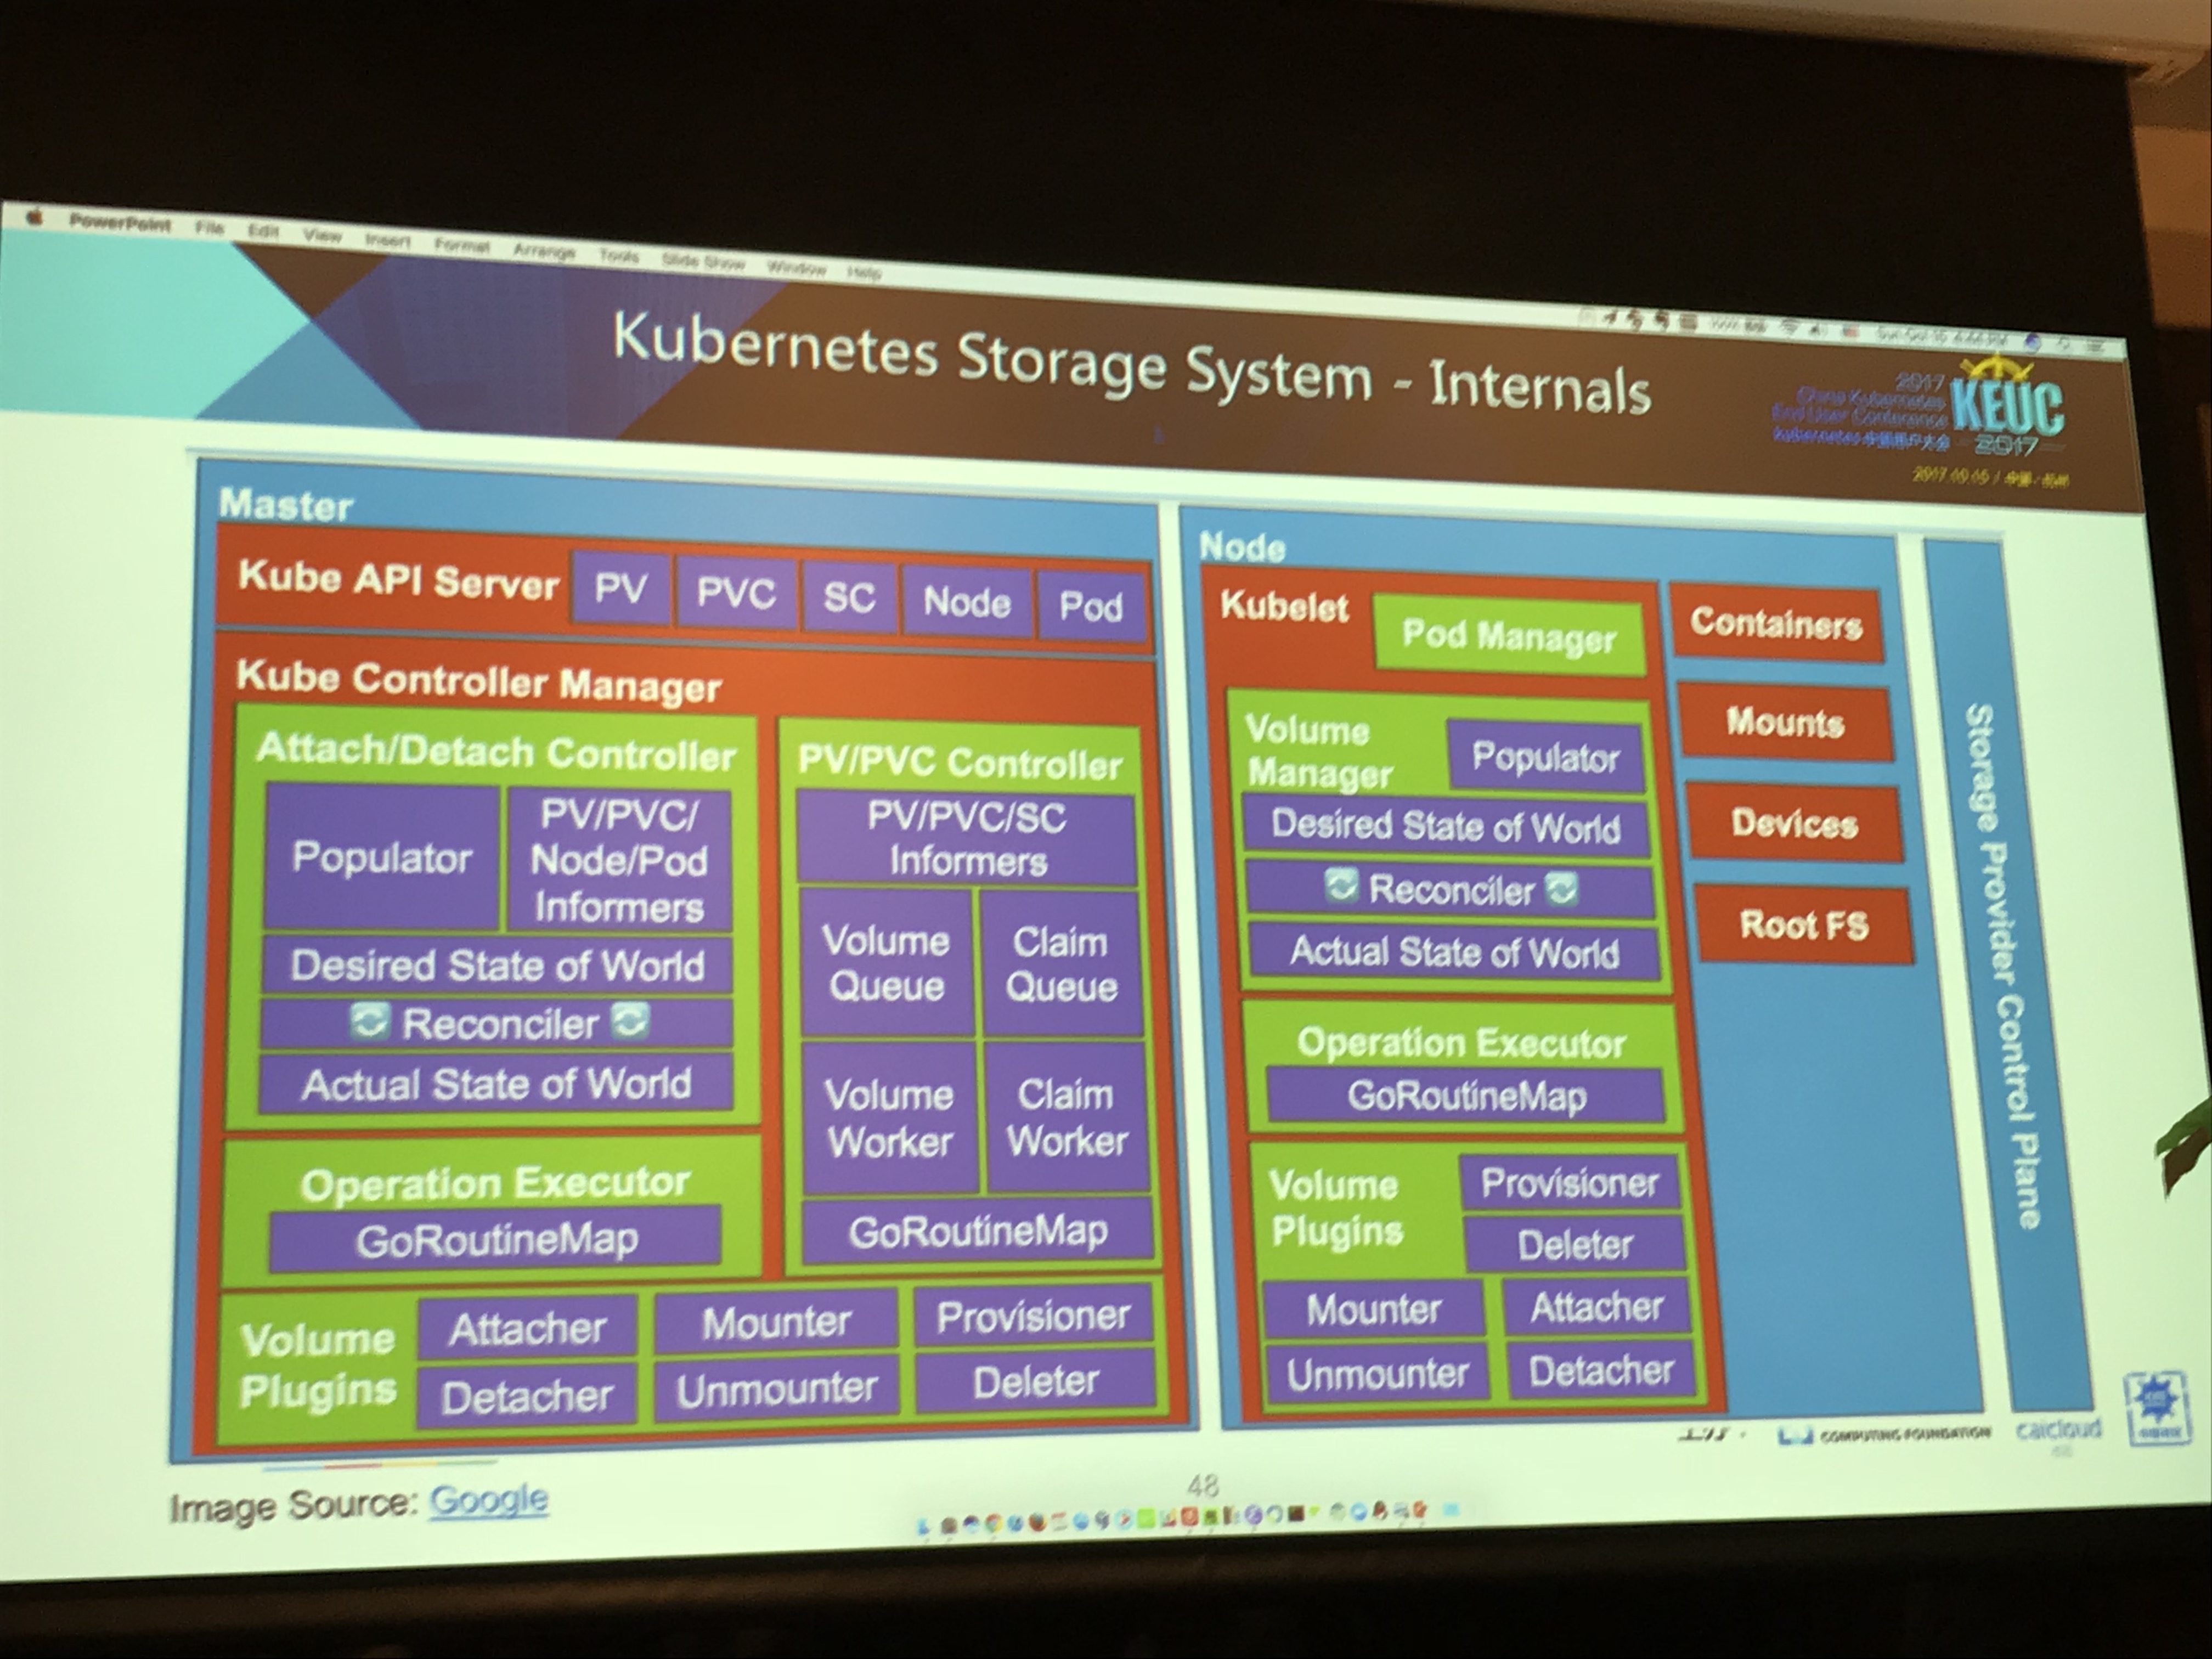 PowerPoint File Edit View Insert Format Arrange Tools Slide Show Window Help
Kubernetes Storage System - Internals
2017
China Kubernetes
End User Conference
KEUC
2017
Master
Kube API Server PV PVC SC Node Pod
Kube Controller Manager
Attach/Detach Controller
Populator
PV/PVC/
Node/Pod
Informers
Desired State of World
Reconciler
Actual State of World
Operation Executor
GoRoutineMap
PV/PVC Controller
PV/PVC/SC
Informers
Volume
Queue
Claim
Queue
Volume
Worker
Claim
Worker
GoRoutineMap
Volume
Plugins
Attacher Mounter Provisioner
Detacher Unmounter Deleter
Node
Kubelet
Pod Manager
Volume
Manager
Populator
Desired State of World
Reconciler
Actual State of World
Operation Executor
GoRoutineMap
Volume
Plugins
Provisioner
Deleter
Mounter Attacher
Unmounter Detacher
Containers
Mounts
Devices
Root FS
Storage Provider Control Plane
COMPUTING FOUNDATION
caicloud
Image Source: Google
48